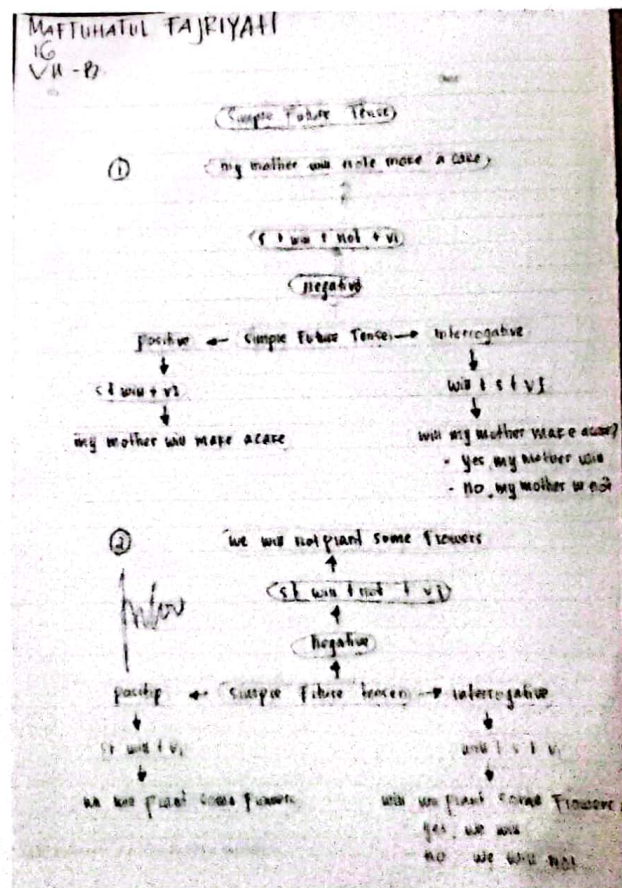 MAFTUHATUL FAJRIYAH
16
VII - B
Simple Future Tense
① my mother will note make a cake
s + will + not + V1
Negative
positive ← simple Future Tense → interrogative
s + will + V1
will + s + V1
my mother will make a cake
will my mother make a cake?
- yes, my mother will
- no, my mother w not
② we will not plant some flowers
s + will + not + V1
Negative
positip ← simple Future tense → interrogative
s + will + V1
will + s + V1
plant some flowers
will we plant some Flowers
yes, we will
- no we will not